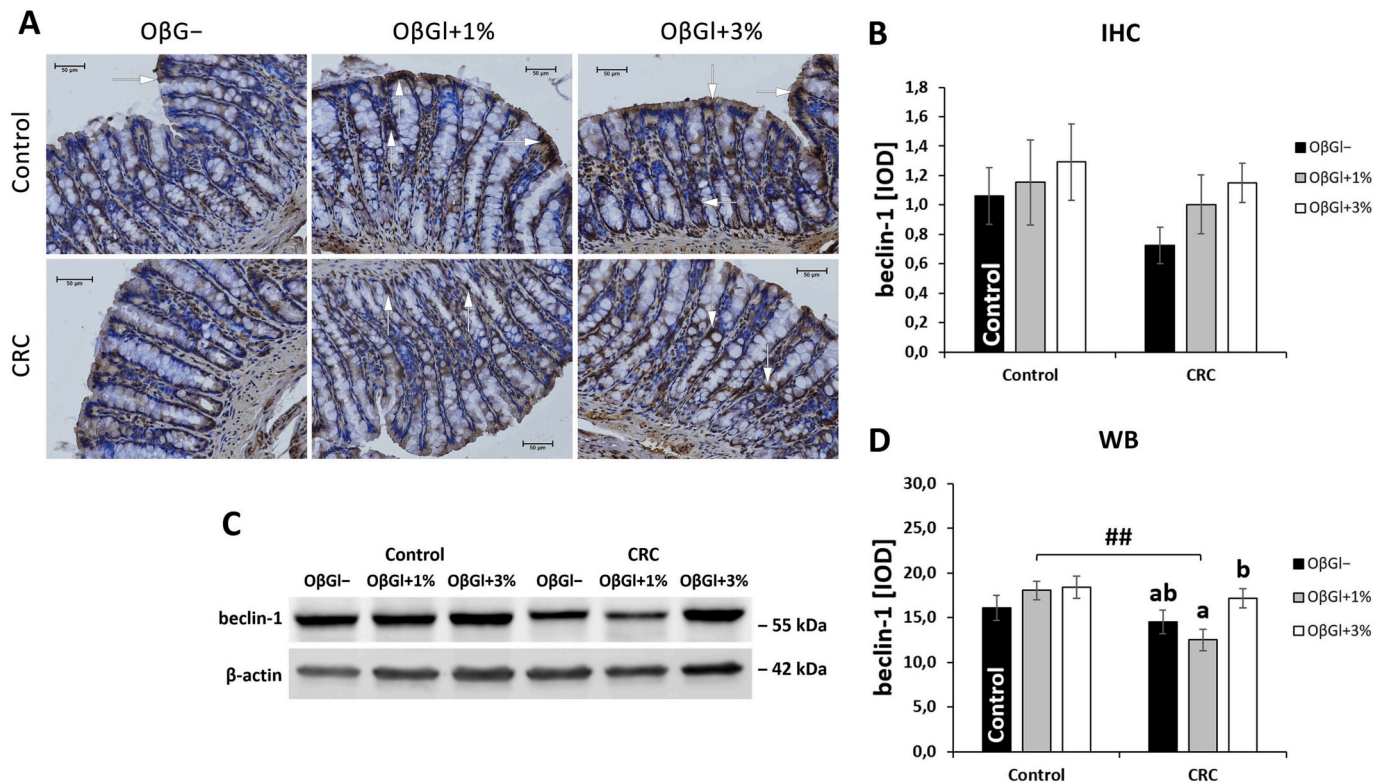 A
OβG−
OβGl+1%
OβGl+3%
Control
50 µm
50 µm
50 µm
CRC
50 µm
50 µm
50 µm
B
IHC
beclin-1 [IOD]
1,8
1,6
1,4
1,2
1,0
0,8
0,6
0,4
0,2
0,0
Control
Control
CRC
OβGl−
OβGl+1%
OβGl+3%
C
Control
CRC
OβGl−
OβGl+1%
OβGl+3%
OβGl−
OβGl+1%
OβGl+3%
beclin-1
– 55 kDa
β-actin
– 42 kDa
D
WB
beclin-1 [IOD]
30,0
25,0
20,0
15,0
10,0
5,0
0,0
##
ab
a
b
Control
Control
CRC
OβGl−
OβGl+1%
OβGl+3%